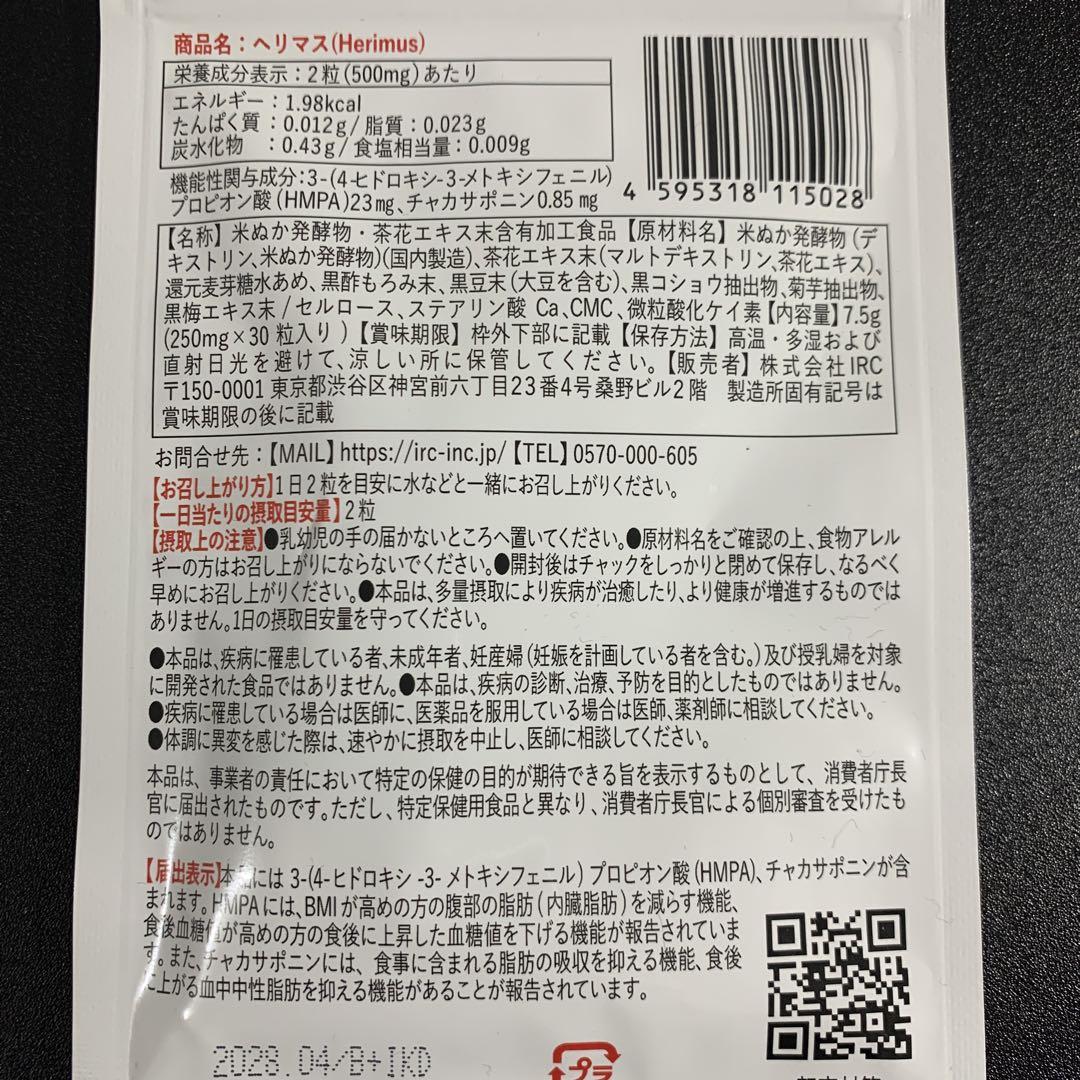 商品名：ヘリマス(Herimus)
栄養成分表示：2粒(500mg)あたり
エネルギー：1.98kcal
たんぱく質：0.012g/脂質：0.023g
炭水化物　：0.43g/食塩相当量：0.009g
機能性関与成分：3-(4-ヒドロキシ-3-メトキシフェニル)
プロピオン酸(HMPA)23mg、チャカサポニン0.85mg
4 595318 115028
【名称】米ぬか発酵物・茶花エキス末含有加工食品【原材料名】米ぬか発酵物(デ
キストリン、米ぬか発酵物)(国内製造)、茶花エキス末(マルトデキストリン、茶花エキス)、
還元麦芽糖水あめ、黒酢もろみ末、黒豆末(大豆を含む)、黒コショウ抽出物、菊芋抽出物、
黒梅エキス末/セルロース、ステアリン酸 Ca、CMC、微粒酸化ケイ素【内容量】7.5g
(250mg×30粒入り)【賞味期限】枠外下部に記載【保存方法】高温・多湿および
直射日光を避けて、涼しい所に保管してください。【販売者】株式会社IRC
〒150-0001 東京都渋谷区神宮前六丁目23番4号桑野ビル2階　製造所固有記号は
賞味期限の後に記載
お問合せ先：【MAIL】https://irc-inc.jp/【TEL】0570-000-605
【お召し上がり方】1日2粒を目安に水などと一緒にお召し上がりください。
【一日当たりの摂取目安量】2粒
【摂取上の注意】●乳幼児の手の届かないところへ置いてください。●原材料名をご確認の上、食物アレル
ギーの方はお召し上がりにならないでください。●開封後はチャックをしっかりと閉めて保存し、なるべく
早めにお召し上がりください。●本品は、多量摂取により疾病が治癒したり、より健康が増進するものでは
ありません。1日の摂取目安量を守ってください。
●本品は、疾病に罹患している者、未成年者、妊産婦(妊娠を計画している者を含む。)及び授乳婦を対象
に開発された食品ではありません。●本品は、疾病の診断、治療、予防を目的としたものではありません。
●疾病に罹患している場合は医師に、医薬品を服用している場合は医師、薬剤師に相談してください。
●体調に異変を感じた際は、速やかに摂取を中止し、医師に相談してください。
本品は、事業者の責任において特定の保健の目的が期待できる旨を表示するものとして、消費者庁長
官に届出されたものです。ただし、特定保健用食品と異なり、消費者庁長官による個別審査を受けたも
のではありません。
【届出表示】本品には 3-(4-ヒドロキシ -3- メトキシフェニル) プロピオン酸(HMPA)、チャカサポニンが含
まれます。HMPAには、BMIが高めの方の腹部の脂肪(内臓脂肪)を減らす機能、
食後血糖値が高めの方の食後に上昇した血糖値を下げる機能が報告されていま
す。また、チャカサポニンには、食事に含まれる脂肪の吸収を抑える機能、食後
に上がる血中中性脂肪を抑える機能があることが報告されています。
2028.04/B+IKD
プラ